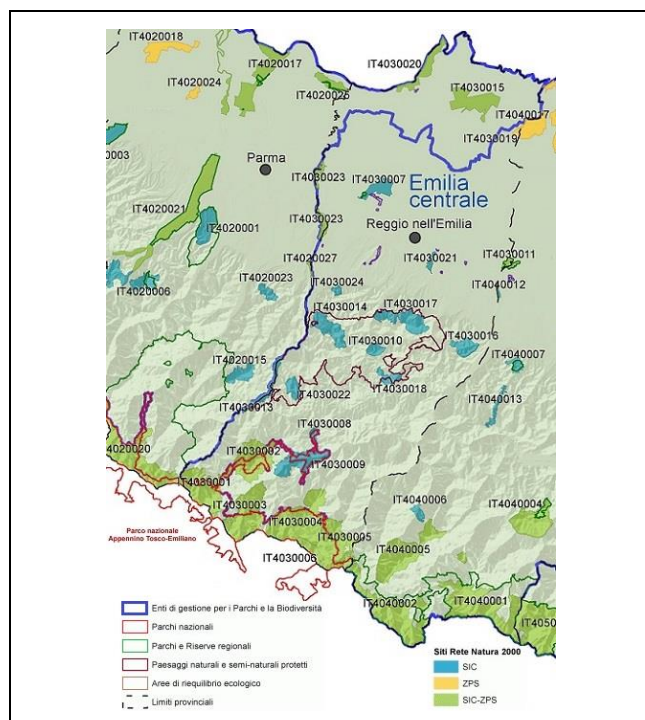 IT4020018
IT4020017
IT4030020
IT4020024
IT4030015
IT4020025
IT4040017
IT4030019
0003
Parma
IT4030023
IT4030007
Emilia
centrale
IT4020021
IT4030023
IT4020001
Reggio nell'Emilia
IT4020027
IT4030021
IT4030011
IT4020006
IT4020023
IT4030024
IT4040012
IT4030014
IT4030017
IT4030010
IT4030016
IT4020015
IT4040007
IT4030018
IT4030013
IT4030022
IT4040013
IT4030008
4020020
IT4030002
IT4030009
IT4030001
IT4030003
IT4040006
IT4040004
Parco nazionale
Appennino Tosco-Emiliano
IT4030004
IT4030005
IT4030006
IT4040005
IT4040002
IT4040001
IT4050
Enti di gestione per i Parchi e la Biodiversità
Parchi nazionali
Parchi e Riserve regionali
Paesaggi naturali e semi-naturali protetti
Aree di riequilibrio ecologico
Limiti provinciali
Siti Rete Natura 2000
SIC
ZPS
SIC-ZPS